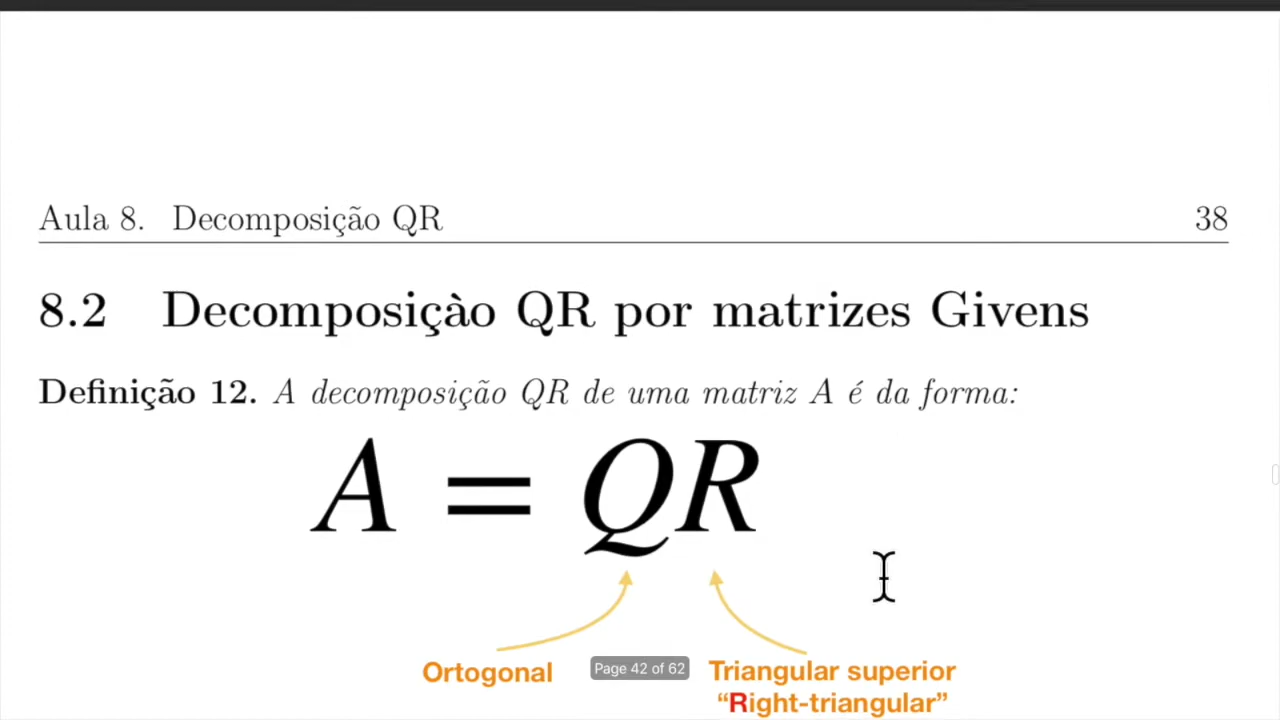 Aula 8. Decomposição QR 38
8.2 Decomposiçào QR por matrizes Givens
Definição 12. A decomposição QR de uma matriz A é da forma:
A = QR
Ortogonal
Page 42 of 62
Triangular superior
“Right-triangular”